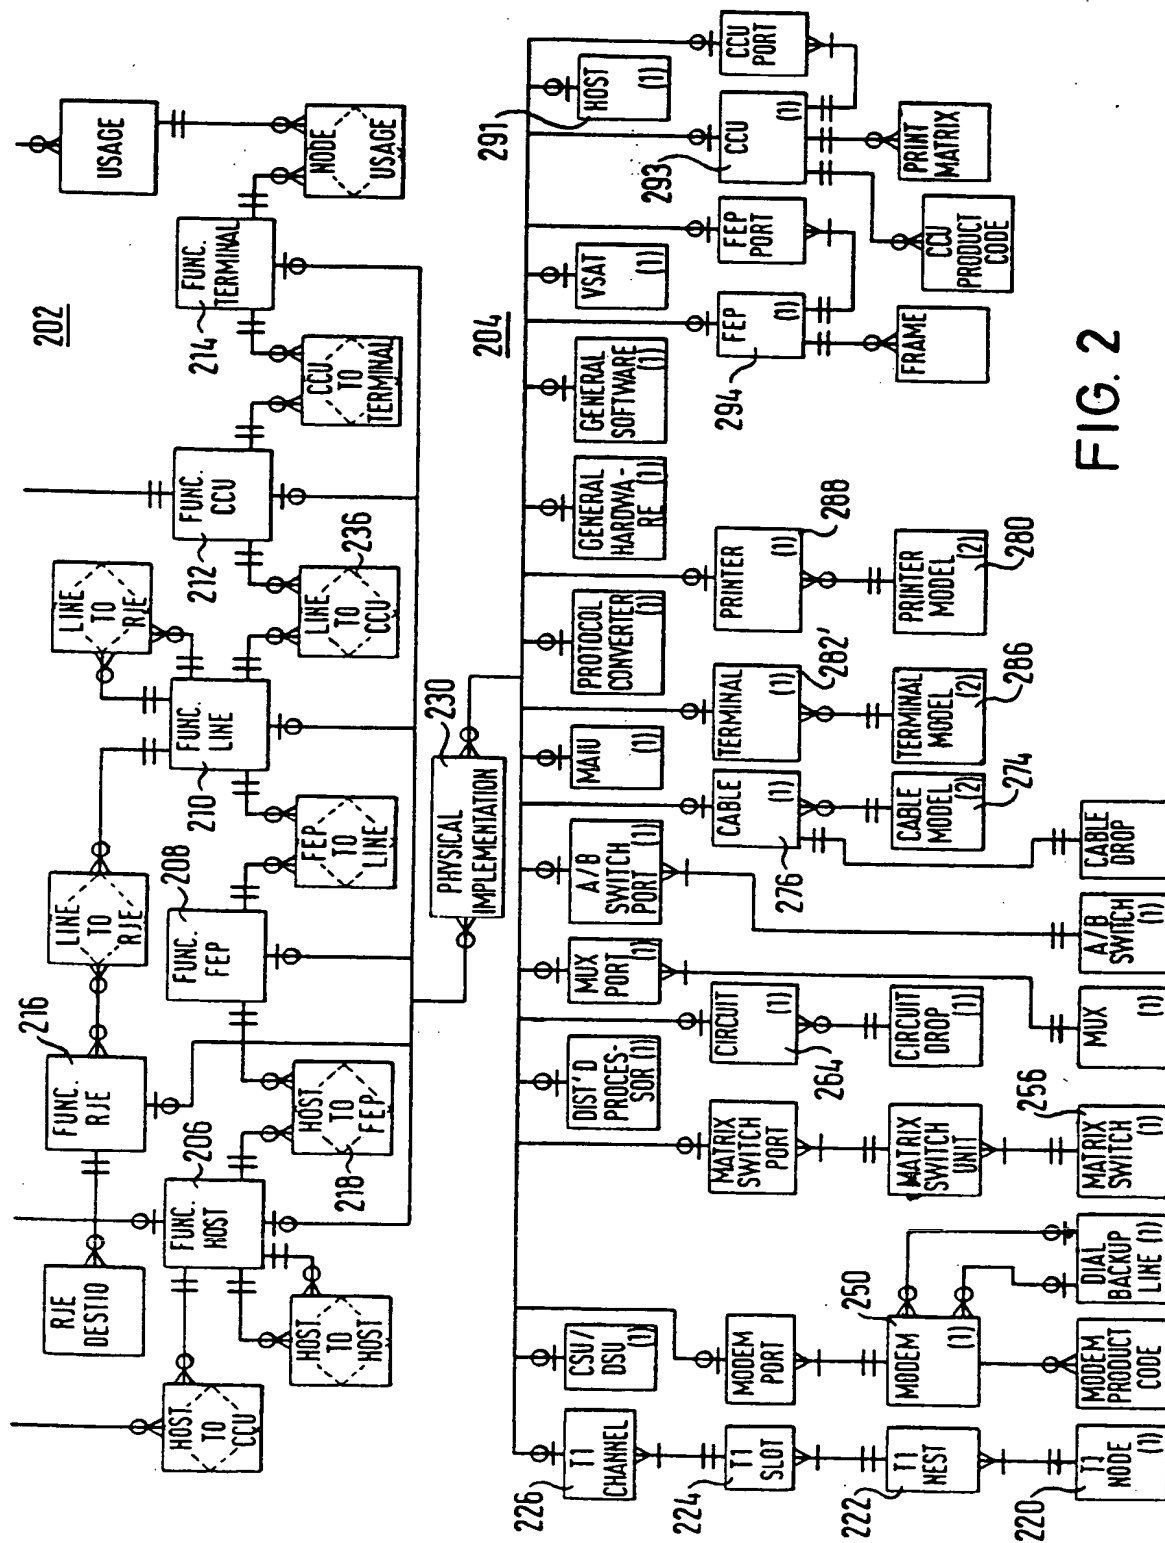 202
USAGE
NODE
USAGE
FUNC.
TERMINAL
214
CCU
TO
TERMINAL
FUNC.
CCU
212
LINE
TO
RJE
LINE
TO
CCU
236
FUNC.
LINE
210
FEP
TO
LINE
LINE
TO
RJE
FUNC.
FEP
208
FUNC.
RJE
216
HOST
TO
FEP
218
FUNC.
HOST
206
RJE
DESTIO
HOST
TO
HOST
HOST
TO
CCU
PHYSICAL
IMPLEMENTATION
230
204
T1
CHANNEL
226
T1
SLOT
224
T1
NEST
222
T1
NODE
(1)
220
CSU/
DSU
(1)
MODEM
PORT
MODEM
(1)
250
MODEM
PRODUCT
CODE
DIAL
BACKUP
LINE (1)
MATRIX
SWITCH
PORT
MATRIX
SWITCH
UNIT
MATRIX
SWITCH
(1)
256
DIST'D
PROCES-
SOR (1)
CIRCUIT
(1)
264
CIRCUIT
DROP
(1)
MUX
PORT
(1)
MUX
(1)
A/B
SWITCH
PORT
(1)
A/B
SWITCH
(1)
CABLE
(1)
276
CABLE
MODEL
(2)
274
CABLE
DROP
MAIU
(1)
TERMINAL
(1)
282'
TERMINAL
MODEL
(2)
286
PROTOCOL
CONVERTER
(1)
PRINTER
(1)
288
PRINTER
MODEL
(2)
280
GENERAL
HARDWA-
RE (1)
GENERAL
SOFTWARE
(1)
FEP
(1)
294
FRAME
VSAT
(1)
FEP
PORT
CCU
(1)
293
CCU
PRODUCT
CODE
PRINT
MATRIX
HOST
(1)
291
CCU
PORT
FIG. 2